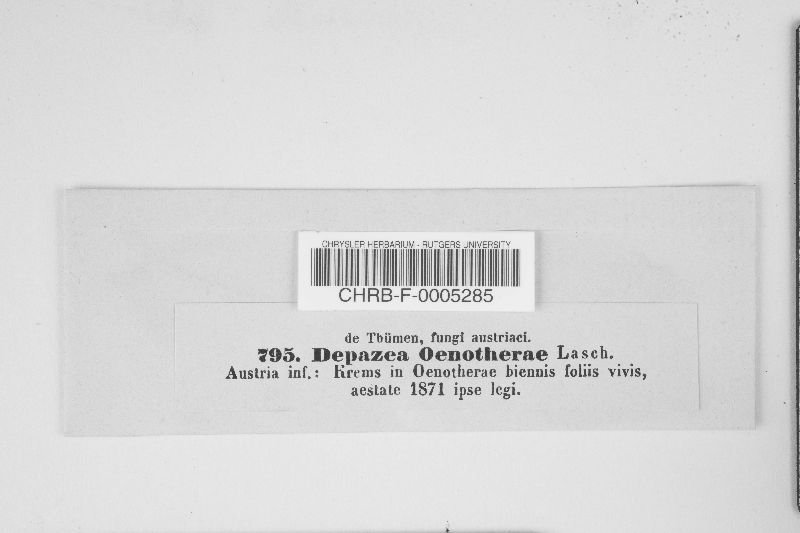 CHRYSLER HERBARIUM - RUTGERS UNIVERSITY
CHRB-F-0005285
de Thümen, fungi austriaci.
795. Depazea Oenotherae Lasch.
Austria inf.: Krems in Oenotherae biennis foliis vivis,
aestate 1871 ipse legi.